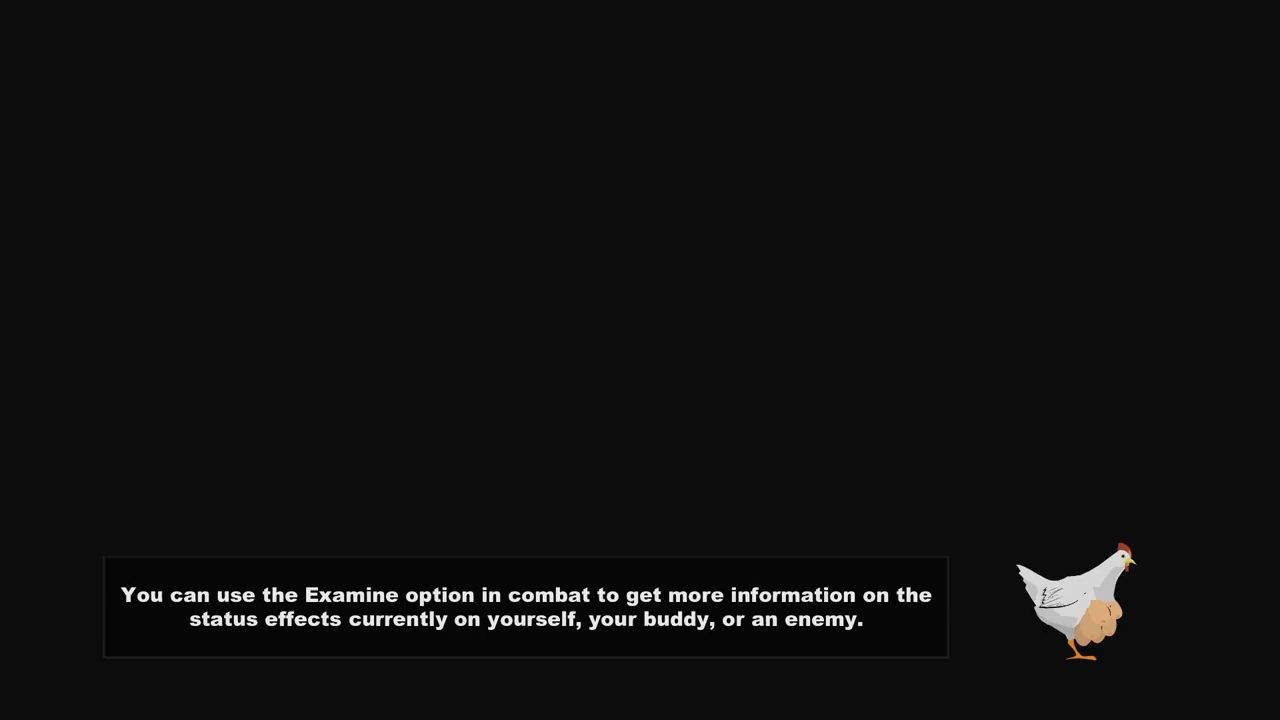 You can use the Examine option in combat to get more information on the
status effects currently on yourself, your buddy, or an enemy.